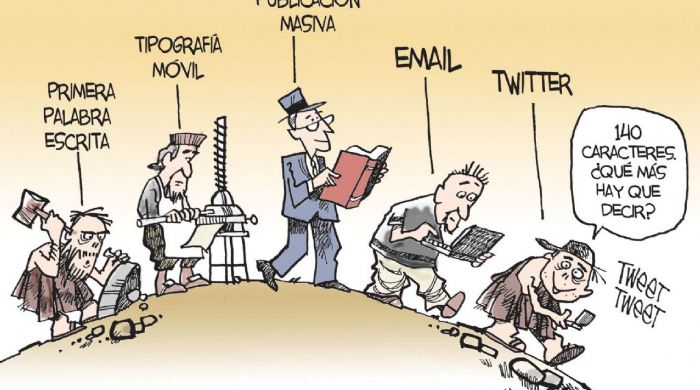 PRIMERA
PALABRA
ESCRITA
TIPOGRAFÍA
MÓVIL
PUBLICACIÓN
MASIVA
EMAIL
TWITTER
140
CARACTERES.
¿QUÉ MÁS
HAY QUE
DECIR?
TWEET
TWEET